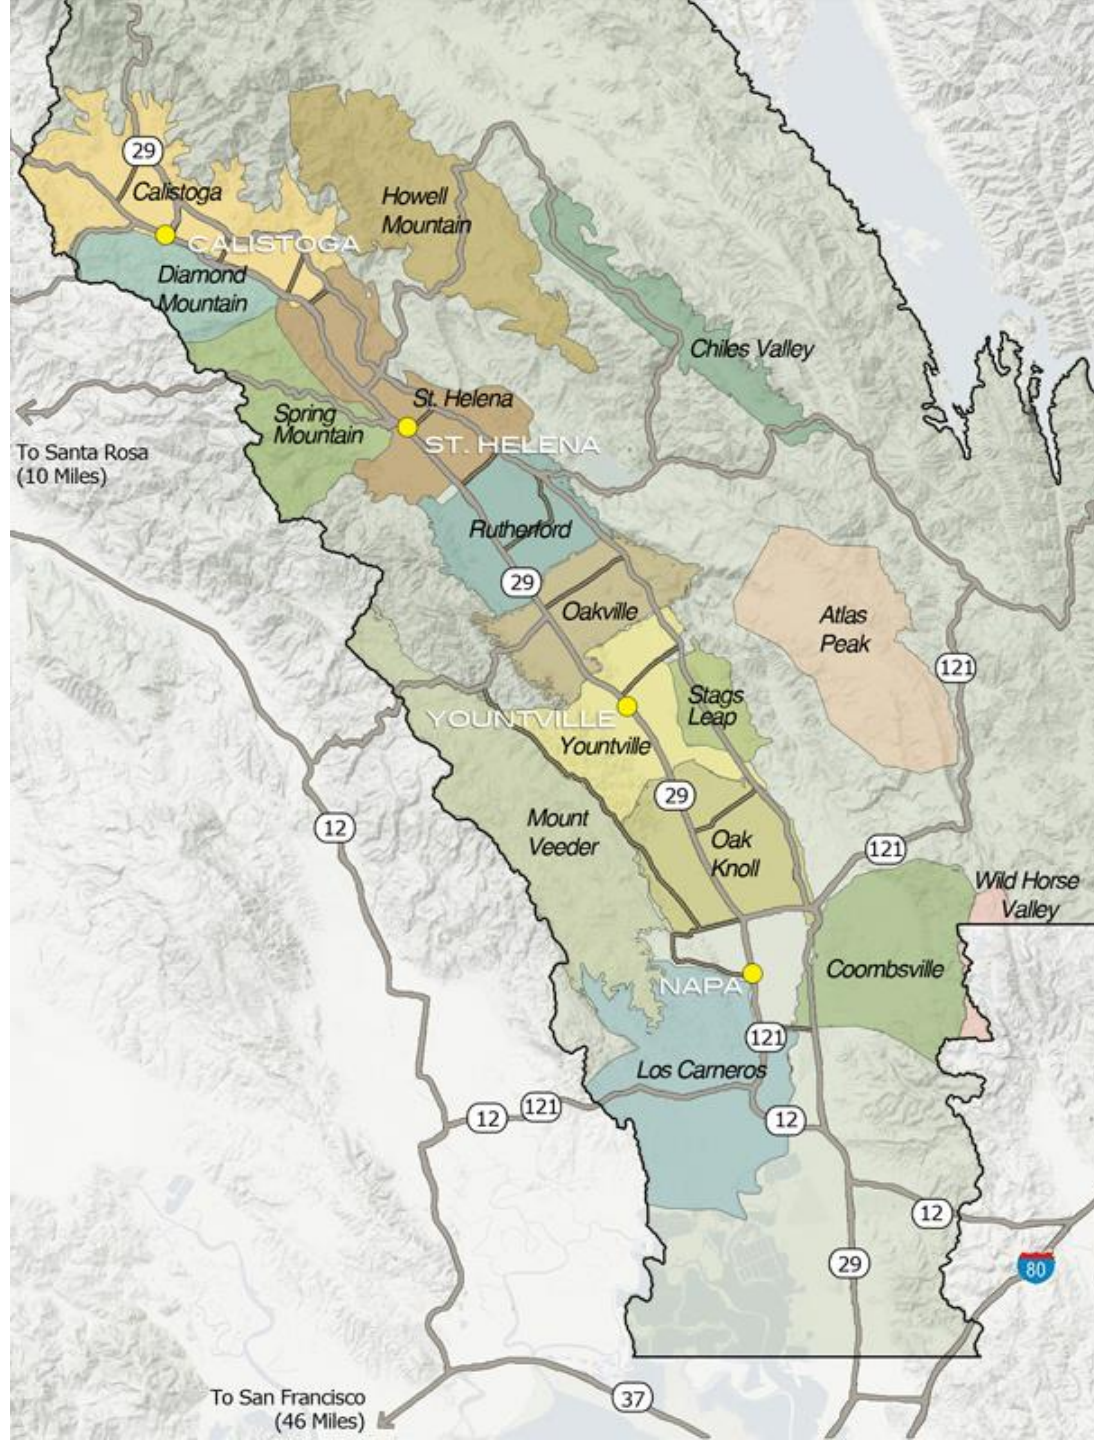 29
Calistoga
Howell
Mountain
CALISTOGA
Diamond
Mountain
Chiles Valley
St. Helena
Spring
Mountain
ST. HELENA
To Santa Rosa
(10 Miles)
Rutherford
29
Oakville
Atlas
Peak
121
Stags
Leap
YOUNTVILLE
Yountville
29
Mount
Veeder
12
Oak
Knoll
121
Wild Horse
Valley
Coombsville
NAPA
121
Los Carneros
12
121
12
12
29
80
To San Francisco
(46 Miles)
37